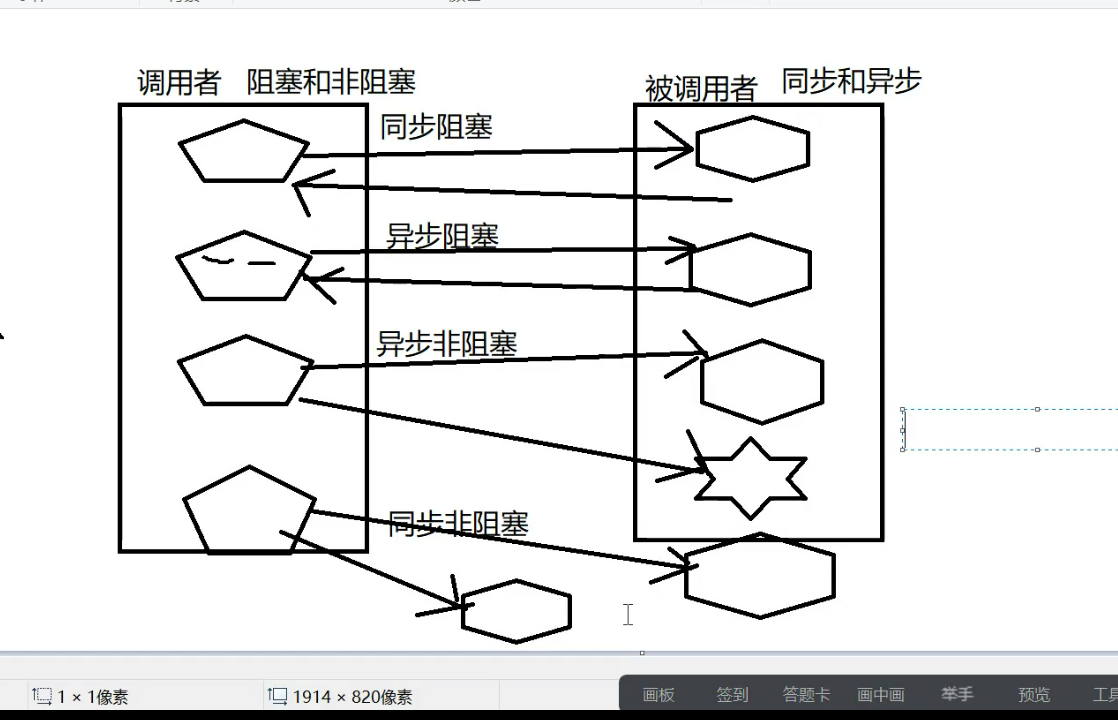 调用者 阻塞和非阻塞
被调用者 同步和异步
同步阻塞
异步阻塞
异步非阻塞
同步非阻塞
1 × 1像素
1914 × 820像素
画板 签到 答题卡 画中画 举手 预览